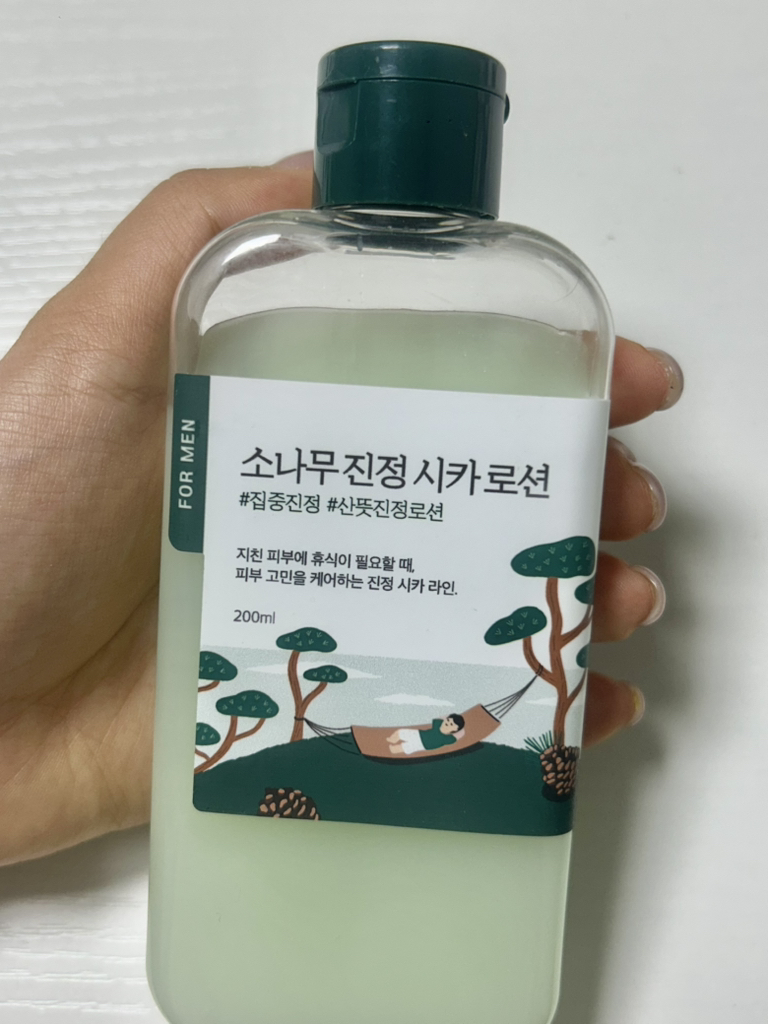 FOR MEN
소나무 진정 시카 로션
#집중진정 #산뜻진정로션
지친 피부에 휴식이 필요할 때,
피부 고민을 케어하는 진정 시카 라인.
200ml